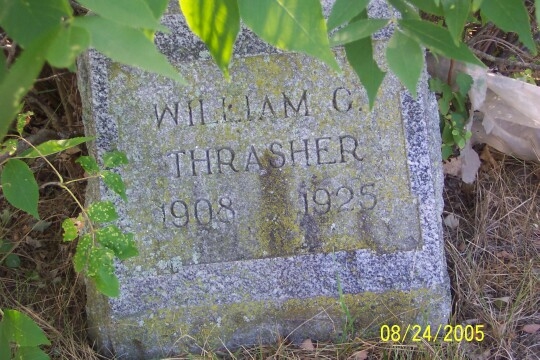 WILLIAM G.
THRASHER
1908 1925
08/24/2005